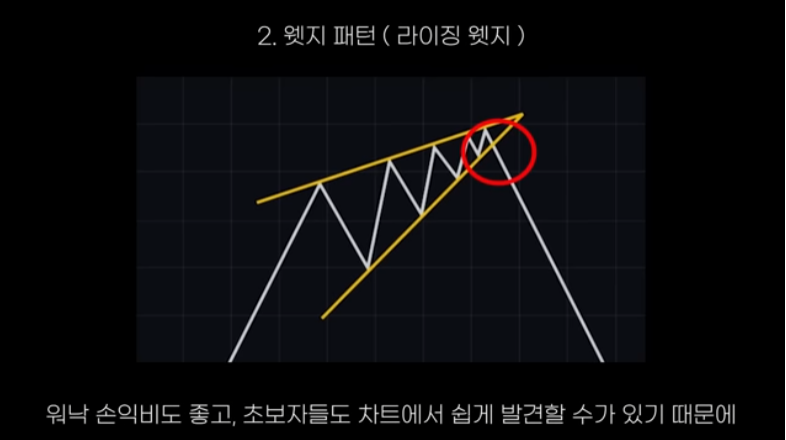 2. 웻지 패턴 ( 라이징 웻지 )
워낙 손익비도 좋고, 초보자들도 차트에서 쉽게 발견할 수가 있기 때문에